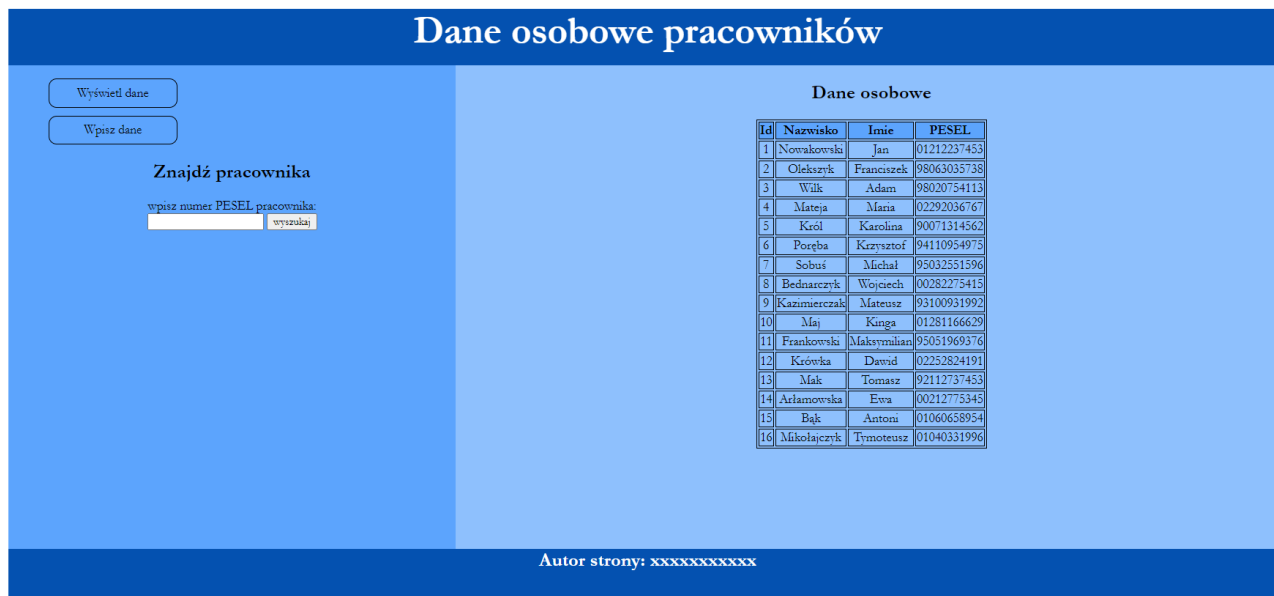 Dane osobowe pracowników
Wyświetl dane
Wpisz dane
Znajdź pracownika
wpisz numer PESEL pracownika:
wyszukaj
Dane osobowe
Id Nazwisko Imie PESEL
1 Nowakowski Jan 01212237453
2 Olekszyk Franciszek 98063035738
3 Wilk Adam 98020754113
4 Mateja Maria 02292036767
5 Król Karolina 90071314562
6 Poręba Krzysztof 94110954975
7 Sobuś Michał 95032551596
8 Bednarczyk Wojciech 00282275415
9 Kazimierczak Mateusz 93100931992
10 Maj Kinga 01281166629
11 Frankowski Maksymilian 95051969376
12 Krówka Dawid 02252824191
13 Mak Tomasz 92112737453
14 Arłamowska Ewa 00212775345
15 Bąk Antoni 01060658954
16 Mikołajczyk Tymoteusz 01040331996
Autor strony: xxxxxxxxxxx